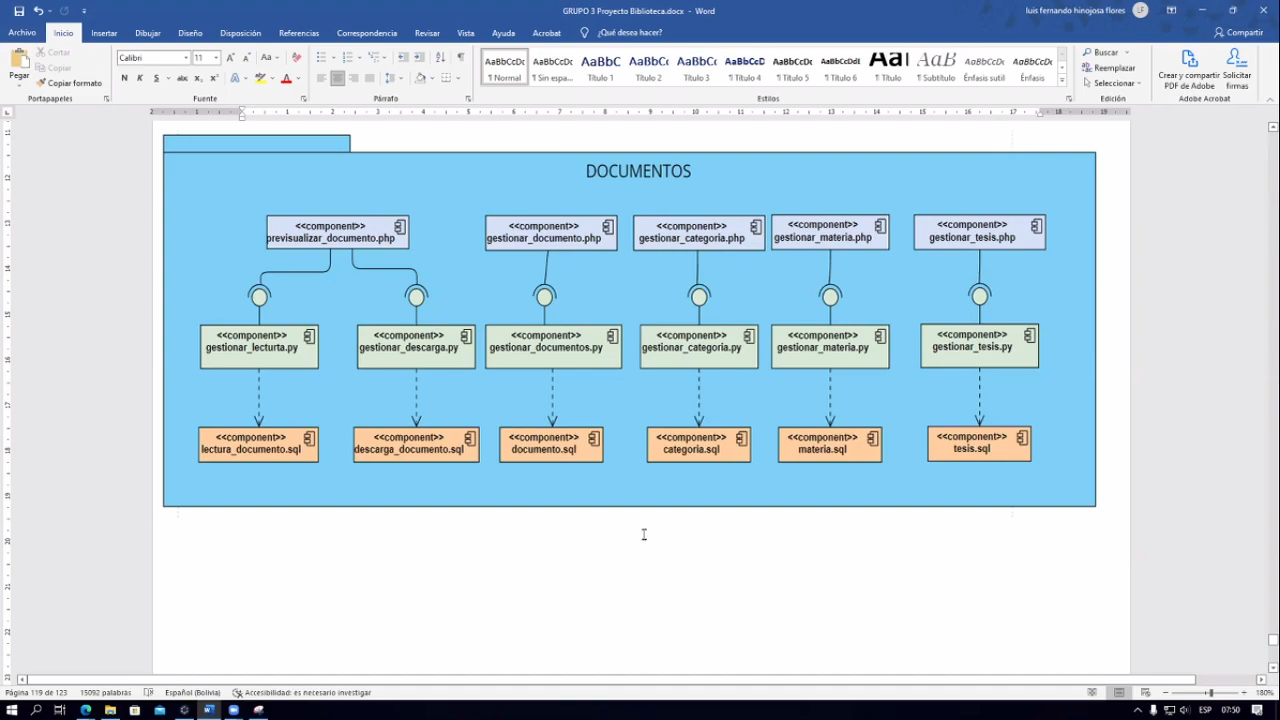 GRUPO 3 Proyecto Biblioteca.docx - Word
luis fernando hinojosa flores
LF
Archivo Inicio Insertar Dibujar Diseño Disposición Referencias Correspondencia Revisar Vista Ayuda Acrobat ¿Qué desea hacer? Compartir
Pegar
Cortar
Copiar
Copiar formato
Portapapeles
Calibri 11
Fuente
Párrafo
AaBbCcDc
¶ Normal
AaBbCcDc
¶ Sin espa...
AaBbC
Título 1
AaBbCc
Título 2
AaBbCc
Título 3
AaBbCcD
Título 4
AaBbCcD
¶ Título 5
AaBbCcDd
¶ Título 6
¶ Título
AaBbC
¶ Subtítulo
AaBbCcD
Énfasis sutil
AaBbCcD
Énfasis
Estilos
Buscar
Reemplazar
Seleccionar
Edición
Crear y compartir
PDF de Adobe
Solicitar
firmas
Adobe Acrobat
DOCUMENTOS
<<component>>
previsualizar_documento.php
<<component>>
gestionar_documento.php
<<component>>
gestionar_categoria.php
<<component>>
gestionar_materia.php
<<component>>
gestionar_tesis.php
<<component>>
gestionar_lecturta.py
<<component>>
gestionar_descarga.py
<<component>>
gestionar_documentos.py
<<component>>
gestionar_categoria.py
<<component>>
gestionar_materia.py
<<component>>
gestionar_tesis.py
<<component>>
lectura_documento.sql
<<component>>
descarga_documento.sql
<<component>>
documento.sql
<<component>>
categoria.sql
<<component>>
materia.sql
<<component>>
tesis.sql
Página 119 de 123 15092 palabras Español (Bolivia) Accesibilidad: es necesario investigar 180%
ESP 07:50